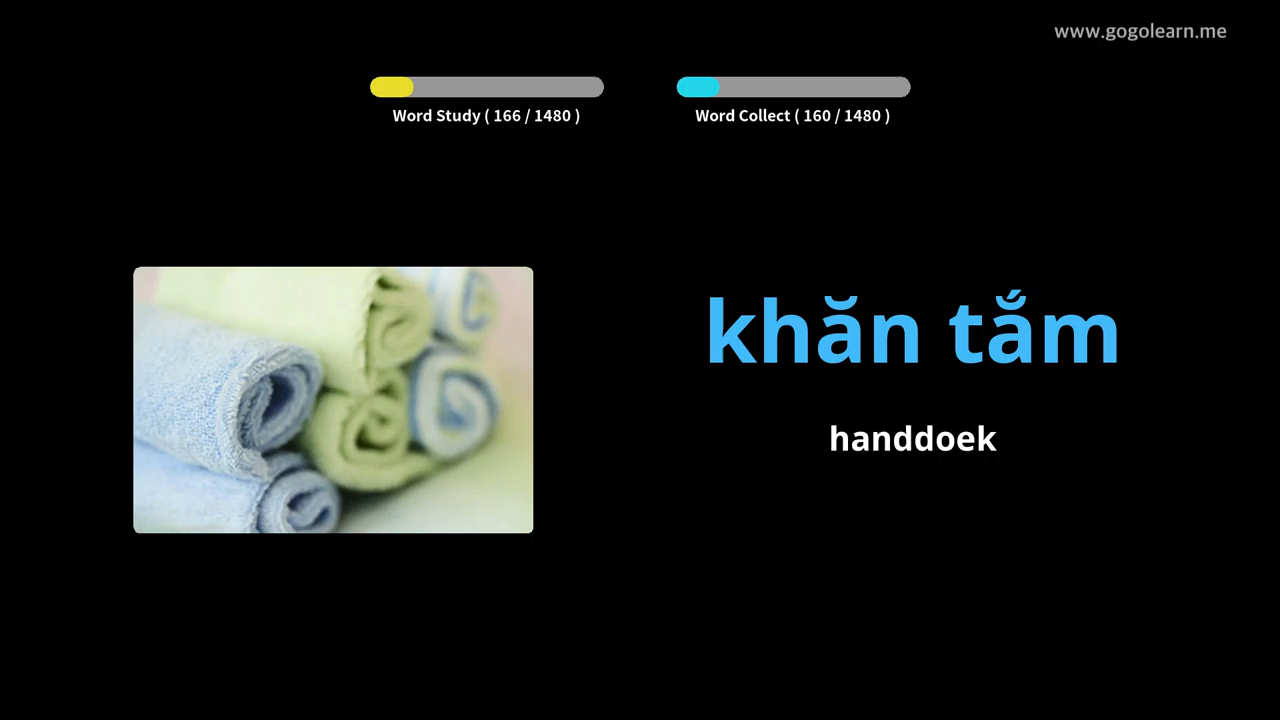 www.gogolearn.me
Word Study ( 166 / 1480 )
Word Collect ( 160 / 1480 )
khăn tắm
handdoek